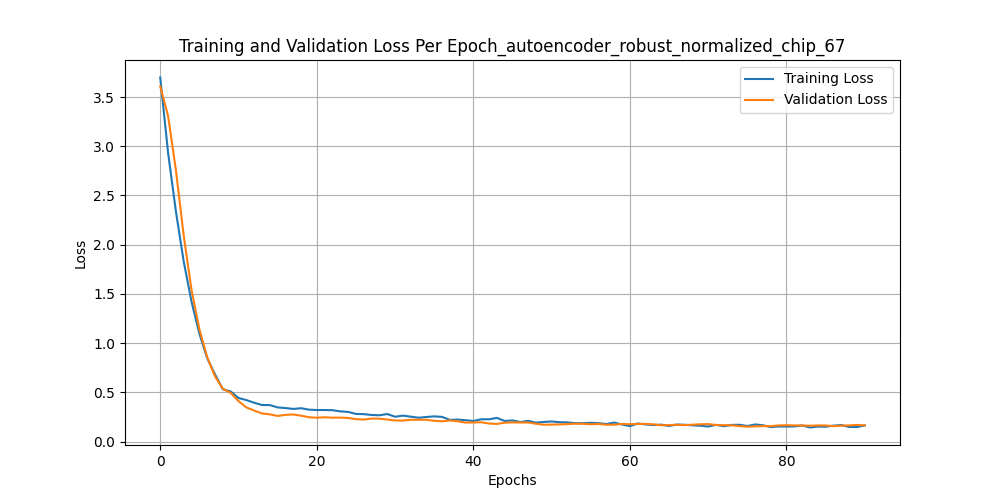 Training and Validation Loss Per Epoch_autoencoder_robust_normalized_chip_67
Training Loss
Validation Loss
3.5
3.0
2.5
2.0
1.5
1.0
0.5
0.0
Loss
0 20 40 60 80
Epochs